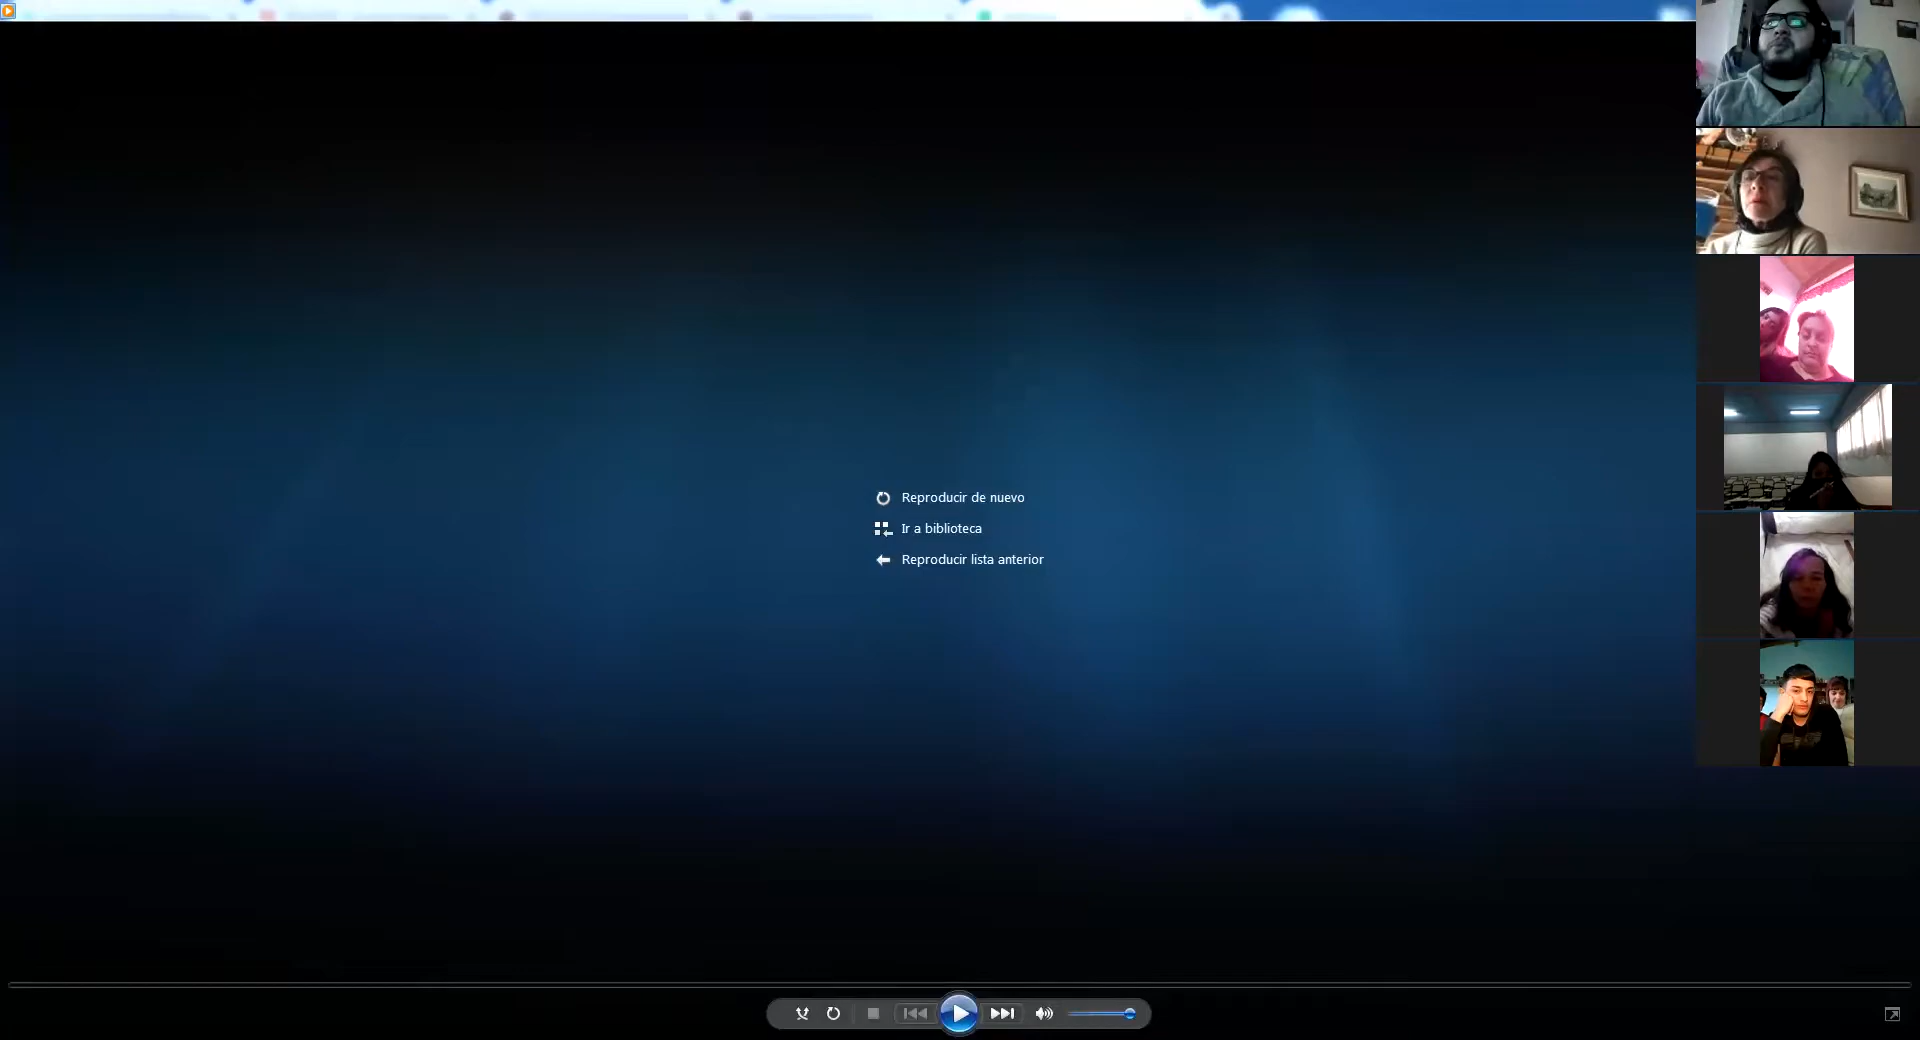 Reproducir de nuevo
Ir a biblioteca
Reproducir lista anterior